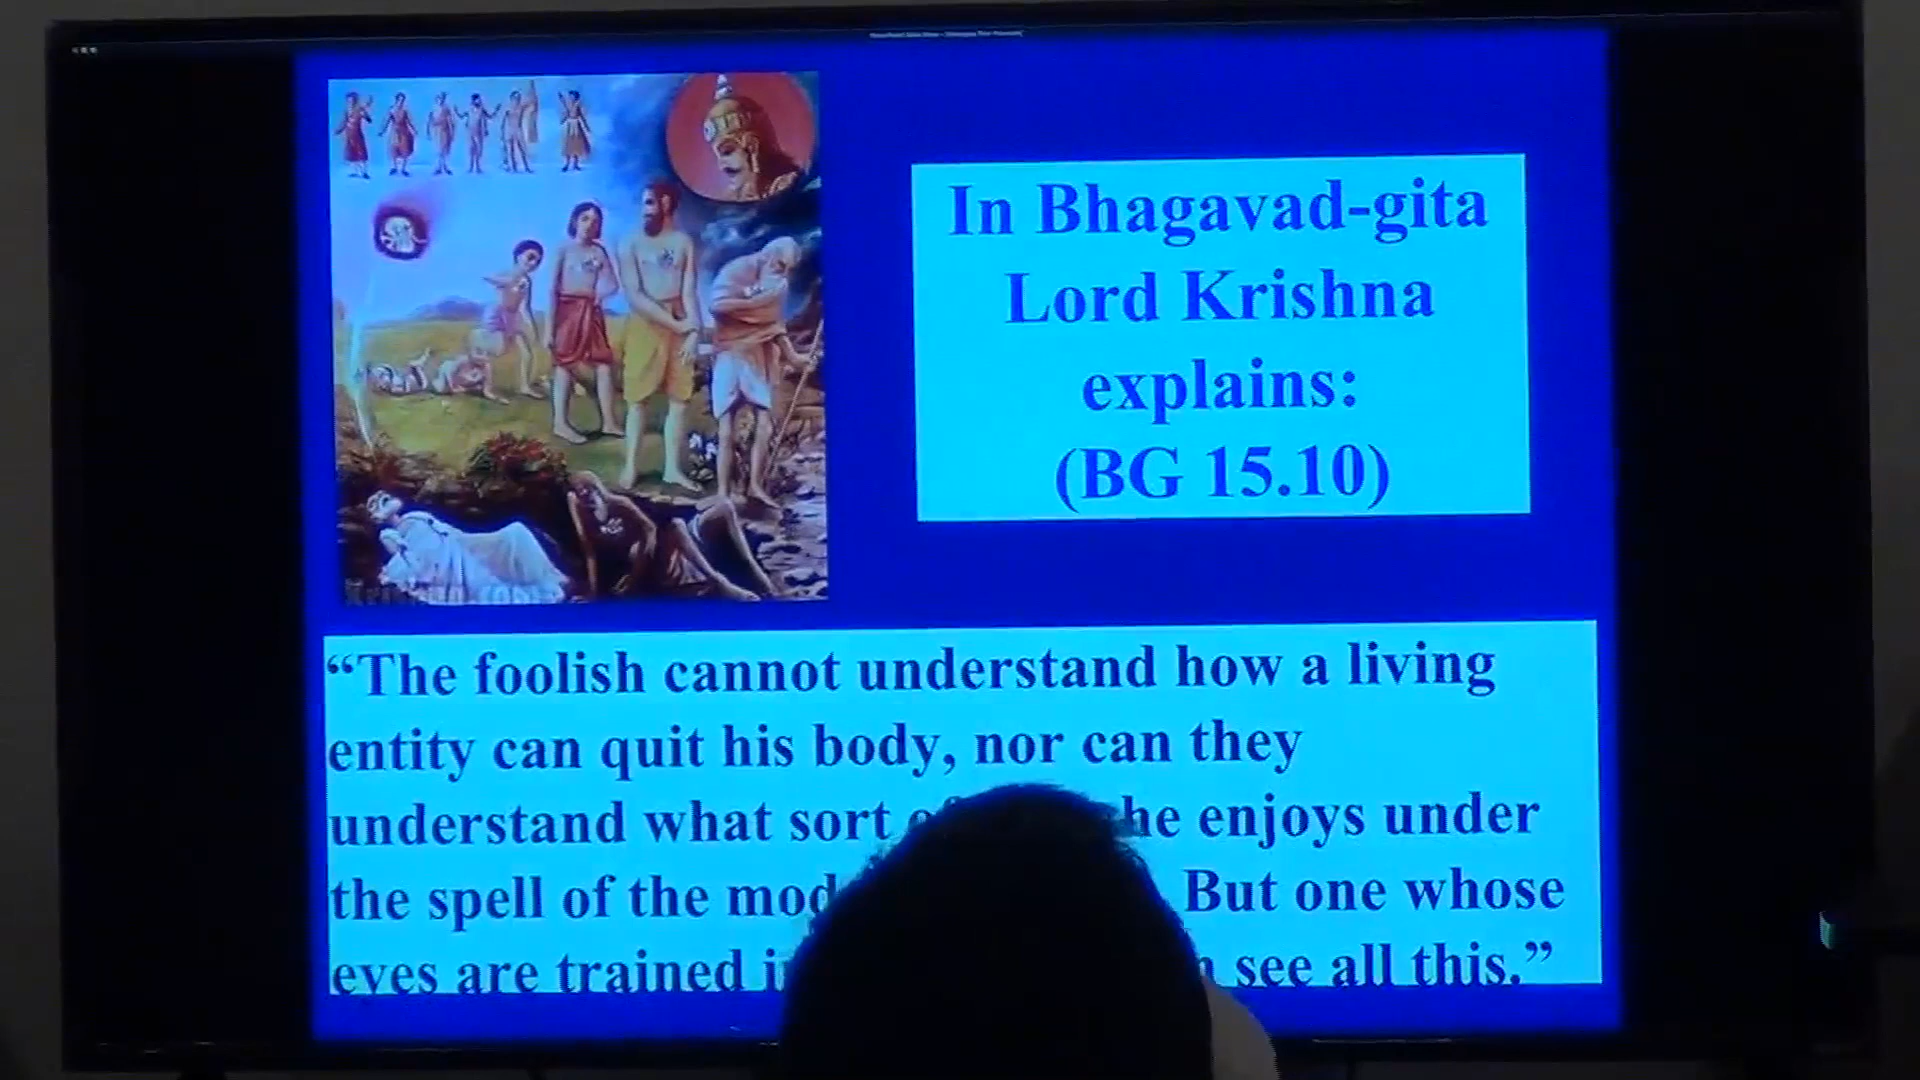 In Bhagavad-gita
Lord Krishna
explains:
(BG 15.10)
“The foolish cannot understand how a living
entity can quit his body, nor can they
understand what sort he enjoys under
the spell of the But one whose
eyes are trained see all this.”